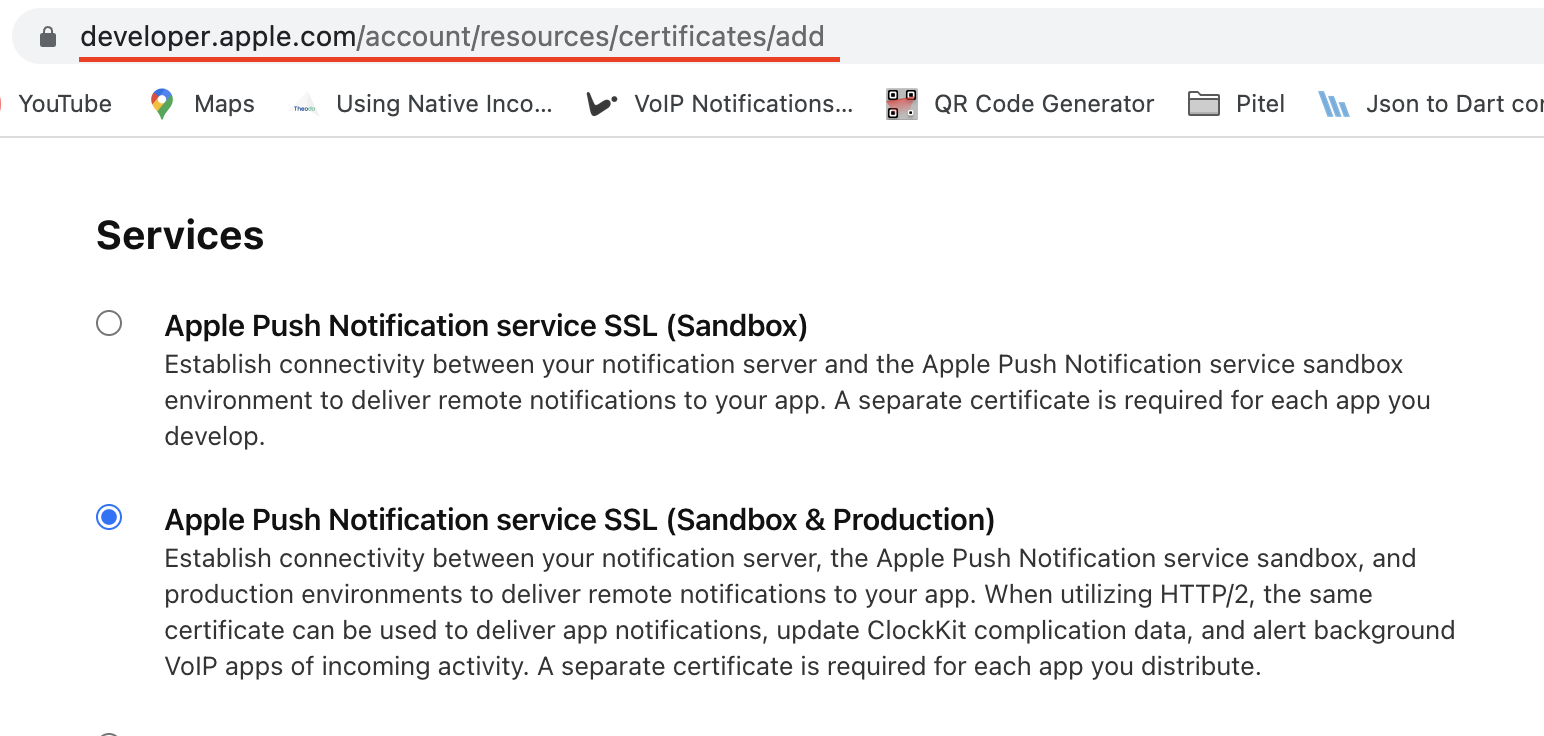 developer.apple.com/account/resources/certificates/add
YouTube Maps Theodo. Using Native Inco... VoIP Notifications... QR Code Generator Pitel Json to Dart cor
Services
Apple Push Notification service SSL (Sandbox)
Establish connectivity between your notification server and the Apple Push Notification service sandbox
environment to deliver remote notifications to your app. A separate certificate is required for each app you
develop.
Apple Push Notification service SSL (Sandbox & Production)
Establish connectivity between your notification server, the Apple Push Notification service sandbox, and
production environments to deliver remote notifications to your app. When utilizing HTTP/2, the same
certificate can be used to deliver app notifications, update ClockKit complication data, and alert background
VoIP apps of incoming activity. A separate certificate is required for each app you distribute.